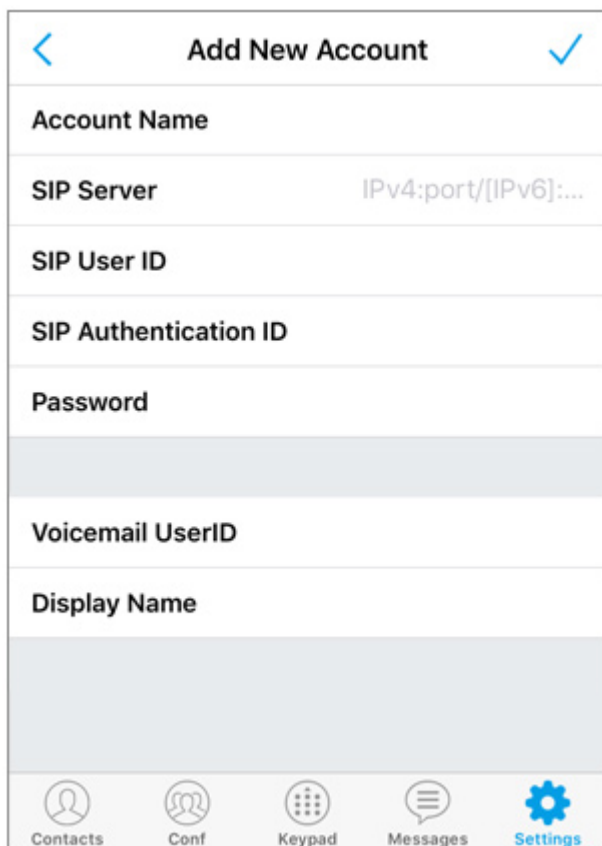 Add New Account
Account Name
SIP Server IPv4:port/[IPv6]:...
SIP User ID
SIP Authentication ID
Password
Voicemail UserID
Display Name
Contacts Conf Keypad Messages Settings